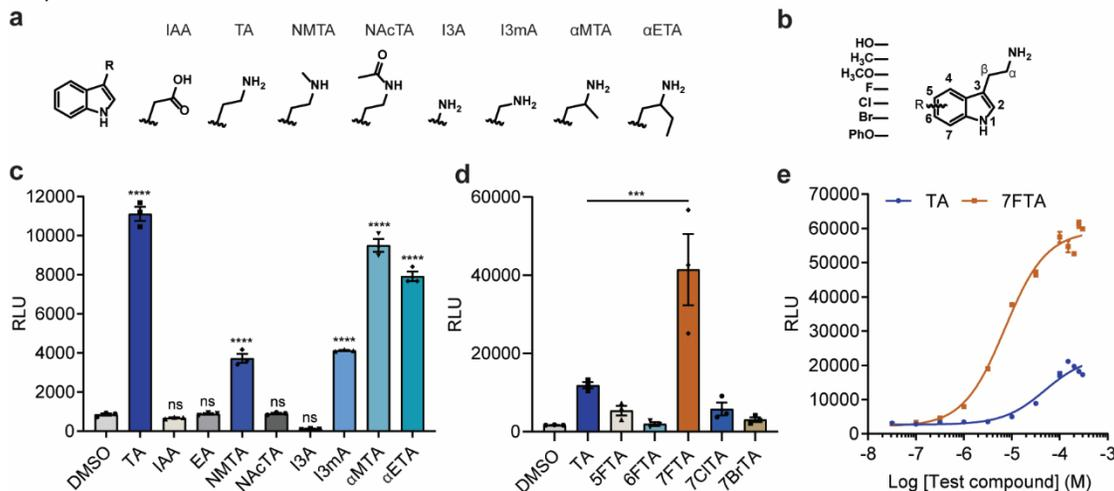 a
IAA TA NMTA NAcTA I3A I3mA αMTA αETA
R
N
H
OH
O
NH₂
NH
O
NH
NH₂
NH₂
NH₂
NH₂
b
HO
H₃C
H₃CO
F
Cl
Br
PhO
NH₂
β
α
4
5
3
R
2
6
N 1
H
7
c
RLU
12000
10000
8000
6000
4000
2000
0
****
ns
ns
****
ns
ns
****
****
****
DMSO
TA
IAA
EA
NMTA
NAcTA
I3A
I3mA
αMTA
αETA
d
RLU
60000
40000
20000
0
***
DMSO
TA
5FTA
6FTA
7FTA
7ClTA
7BrTA
e
TA 7FTA
RLU
70000
60000
50000
40000
30000
20000
10000
0
-8 -7 -6 -5 -4 -3
Log [Test compound] (M)